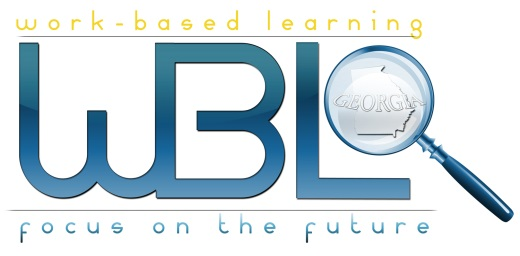 work-based learning
WBL
GEORGIA
focus on the future